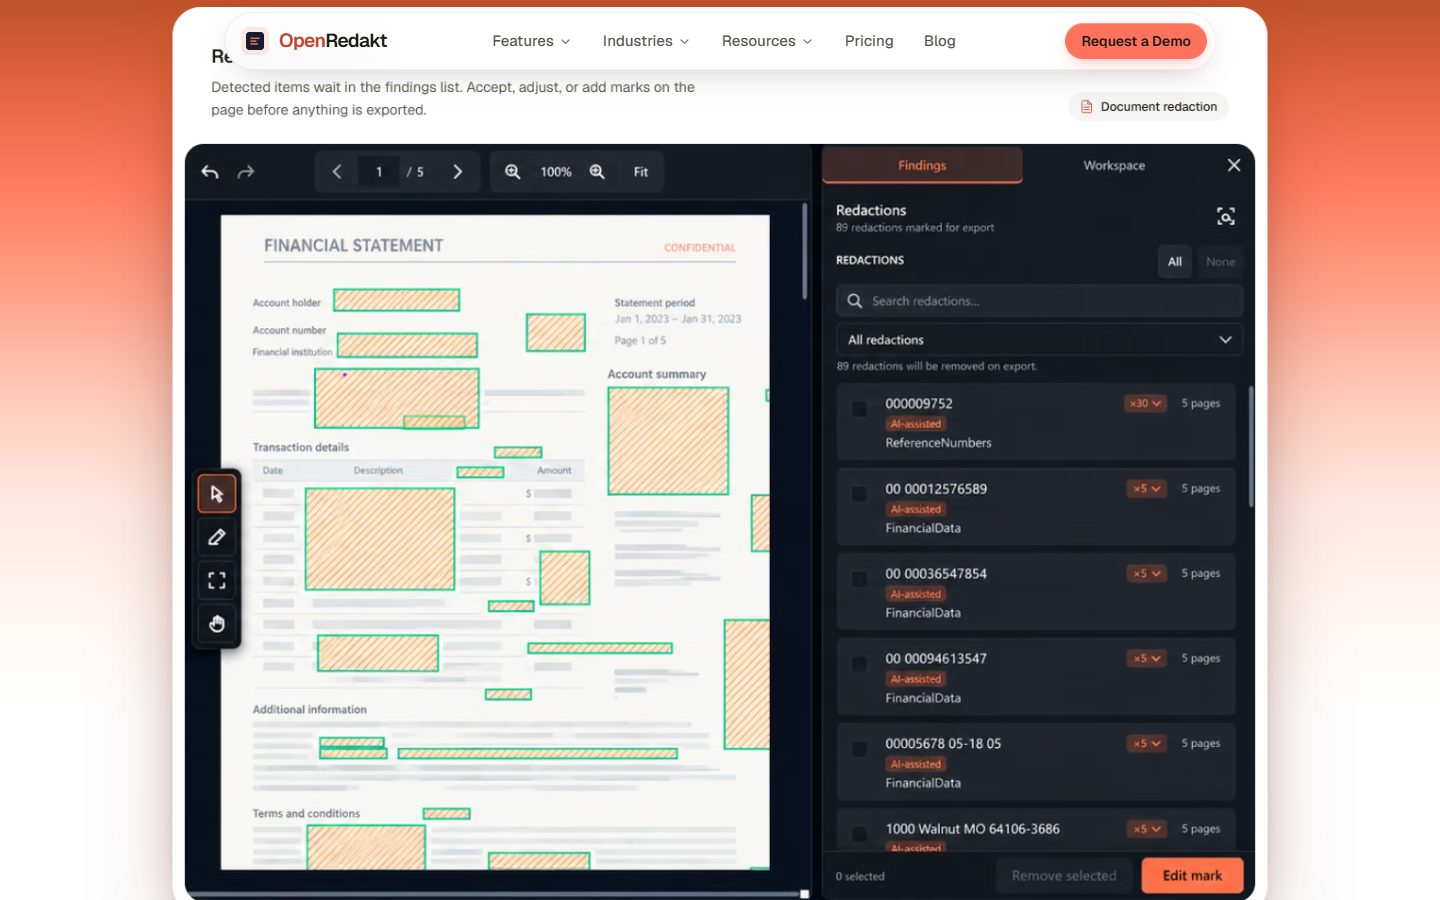 OpenRedakt
Features
Industries
Resources
Pricing
Blog
Request a Demo
Detected items wait in the findings list. Accept, adjust, or add marks on the
page before anything is exported.
Document redaction
1 / 5
100%
Fit
Findings
Workspace
Redactions
89 redactions marked for export
REDACTIONS
All
None
Search redactions...
All redactions
89 redactions will be removed on export.
000009752
×30
5 pages
AI-assisted
ReferenceNumbers
00 00012576589
×5
5 pages
AI-assisted
FinancialData
00 00036547854
×5
5 pages
AI-assisted
FinancialData
00 00094613547
×5
5 pages
AI-assisted
FinancialData
00005678 05-18 05
×5
5 pages
AI-assisted
FinancialData
1000 Walnut MO 64106-3686
×5
5 pages
AI-assisted
0 selected
Remove selected
Edit mark
FINANCIAL STATEMENT
CONFIDENTIAL
Account holder
Account number
Financial institution
Statement period
Jan 1, 2023 – Jan 31, 2023
Page 1 of 5
Account summary
Transaction details
Date
Description
Amount
$
$
$
Additional information
Terms and conditions